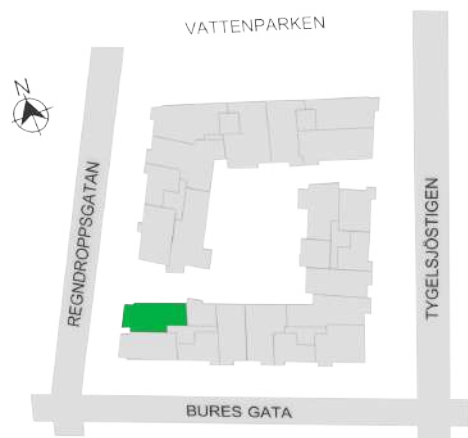 VATTENPARKEN
N
REGNDROPPSGATAN
TYGELSJÖSTIGEN
BURES GATA